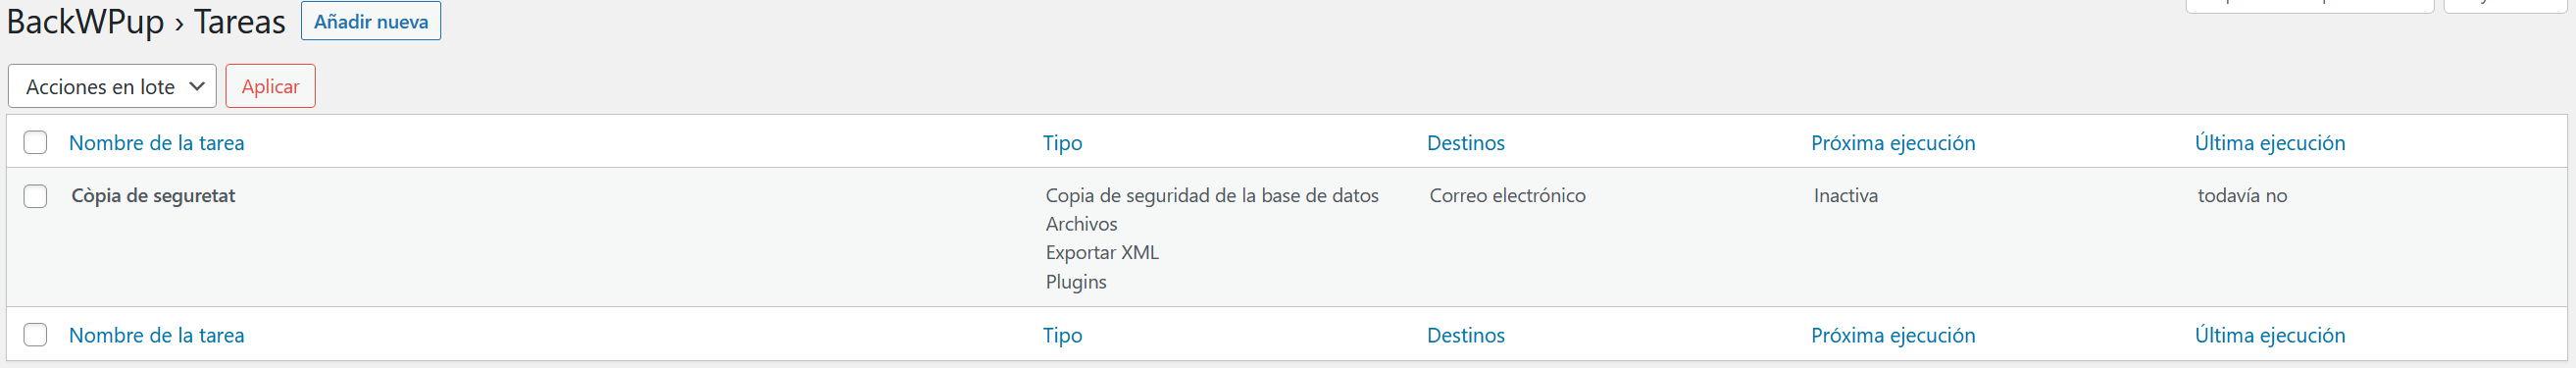 BackWPup › Tareas Añadir nueva
Acciones en lote Aplicar
Nombre de la tarea Tipo Destinos Próxima ejecución Última ejecución
Còpia de seguretat Copia de seguridad de la base de datos Correo electrónico Inactiva todavía no
Archivos
Exportar XML
Plugins
Nombre de la tarea Tipo Destinos Próxima ejecución Última ejecución